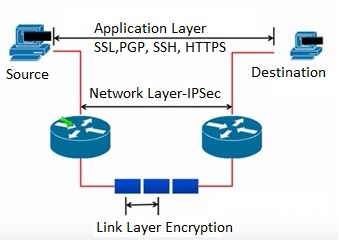 Application Layer
SSL,PGP, SSH, HTTPS
Source
Destination
Network Layer-IPSec
Link Layer Encryption